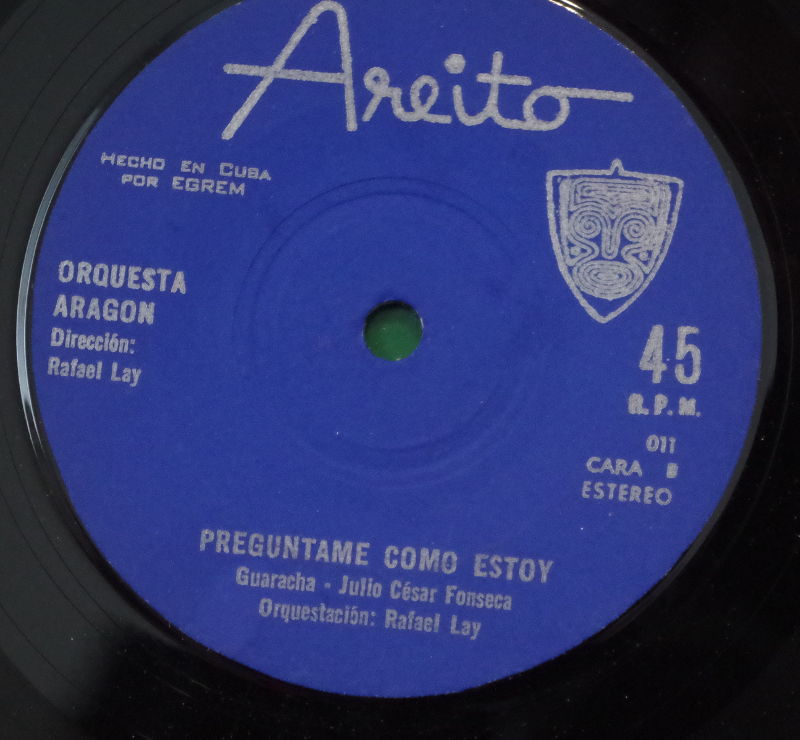 Areito
HECHO EN CUBA
POR EGREM
ORQUESTA
ARAGON
Dirección:
Rafael Lay
45
R.P.M.
011
CARA B
ESTEREO
PREGUNTAME COMO ESTOY
Guaracha - Julio César Fonseca
Orquestación: Rafael Lay